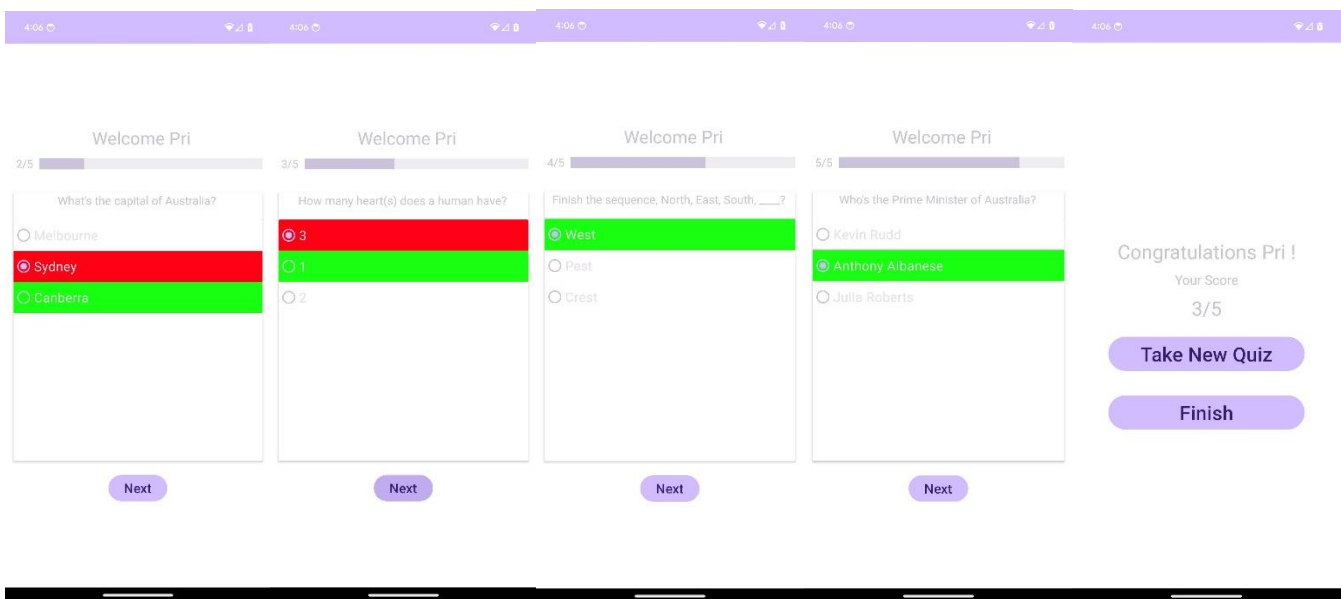 4:06
Welcome Pri
2/5
What's the capital of Australia?
Melbourne
Sydney
Canberra
Next
4:06
Welcome Pri
3/5
How many heart(s) does a human have?
3
1
2
Next
4:06
Welcome Pri
4/5
Finish the sequence, North, East, South, ___?
West
Pest
Crest
Next
4:06
Welcome Pri
5/5
Who's the Prime Minister of Australia?
Kevin Rudd
Anthony Albanese
Julia Roberts
Next
4:06
Congratulations Pri !
Your Score
3/5
Take New Quiz
Finish